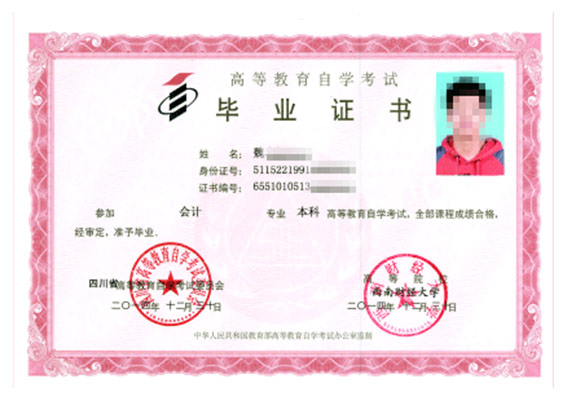 高等教育自学考试
毕业证书
姓 名：魏
身份证号：5115221991
证书编号：6551010513
参加 会计 专业 本科 高等教育自学考试，全部课程成绩合格，
经审定，准予毕业。
四川省高等教育自学考试委员会
高等院校
西南财经大学
二〇一四年 十二月 三十日
二〇一四年 十二月 三十日
中华人民共和国教育部高等教育自学考试办公室监制